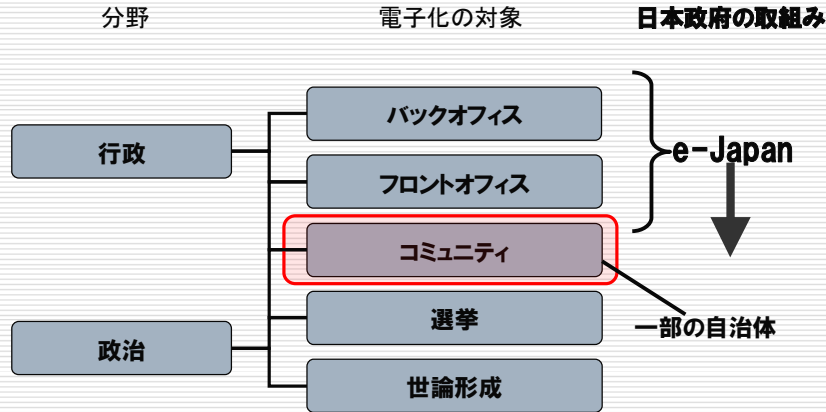 分野 電子化の対象 日本政府の取組み
バックオフィス
行政
e-Japan
フロントオフィス
コミュニティ
選挙
一部の自治体
政治
世論形成